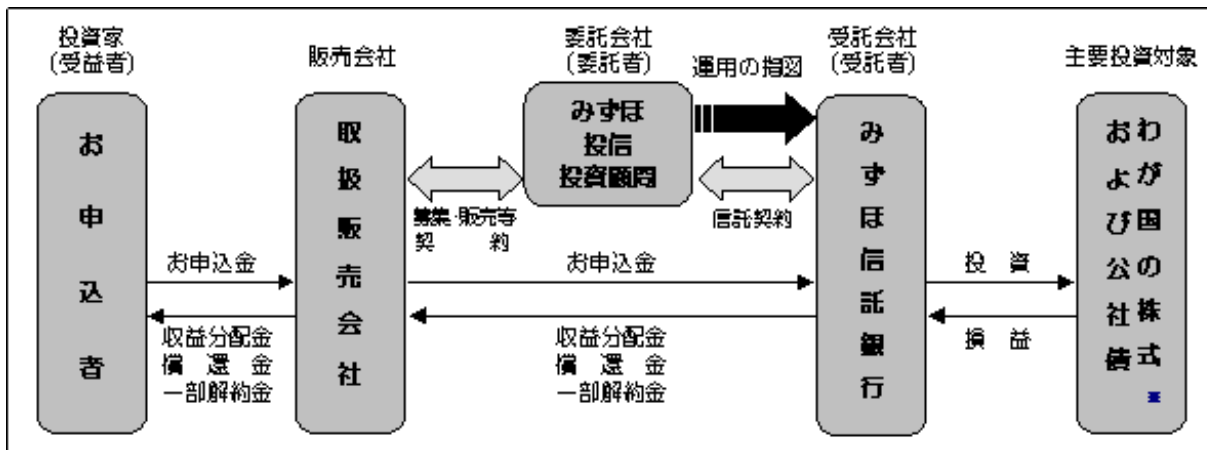 投資家
(受益者)
販売会社
委託会社
(委託者)
運用の指図
受託会社
(受託者)
主要投資対象
お申込者
取扱販売会社
みずほ
投信
投資顧問
みずほ信託銀行
わが国の株式
および公社債
※
募集・販売等
契約
信託契約
お申込金
お申込金
投資
収益分配金
償還金
一部解約金
収益分配金
償還金
一部解約金
損益